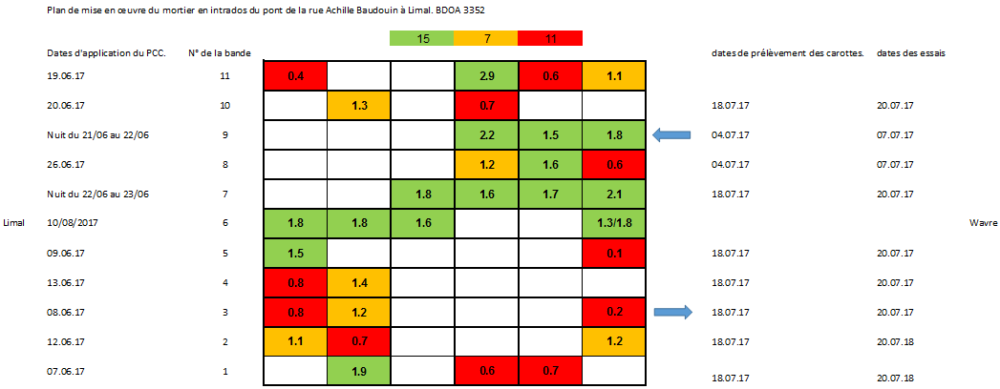 Plan de mise en œuvre du mortier en intrados du pont de la rue Achille Baudouin à Limal. BDOA 3352
15 7 11
Dates d'application du PCC. N° de la bande dates de prélèvement des carottes. dates des essais
19.06.17 11 0.4 2.9 0.6 1.1
20.06.17 10 1.3 0.7 18.07.17 20.07.17
Nuit du 21/06 au 22/06 9 2.2 1.5 1.8 04.07.17 07.07.17
26.06.17 8 1.2 1.6 0.6 04.07.17 07.07.17
Nuit du 22/06 au 23/06 7 1.8 1.6 1.7 2.1 18.07.17 20.07.17
Limal 10/08/2017 6 1.8 1.8 1.6 1.3/1.8 Wavre
09.06.17 5 1.5 0.1 18.07.17 20.07.17
13.06.17 4 0.8 1.4 18.07.17 20.07.17
08.06.17 3 0.8 1.2 0.2 18.07.17 20.07.17
12.06.17 2 1.1 0.7 1.2 18.07.17 20.07.18
07.06.17 1 1.9 0.6 0.7 18.07.17 20.07.18